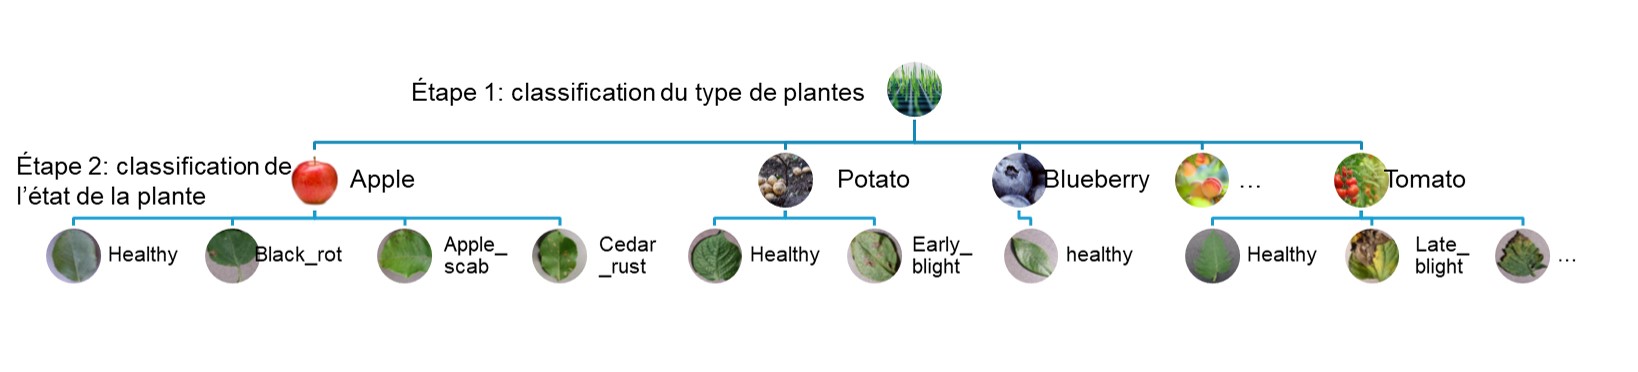 Étape 1: classification du type de plantes
Étape 2: classification de
l’état de la plante
Apple
Potato
Blueberry
...
Tomato
Healthy
Black_rot
Apple_
scab
Cedar
_rust
Healthy
Early_
blight
healthy
Healthy
Late_
blight
...